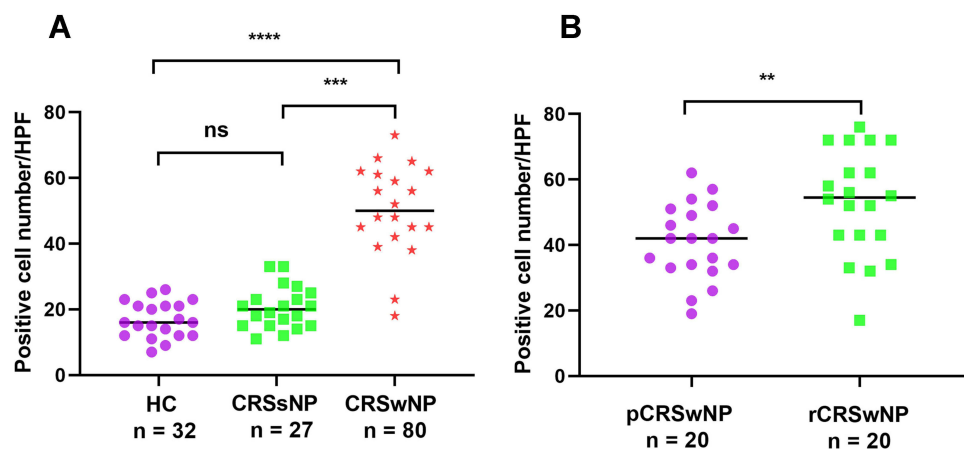 A
****
***
ns
Positive cell number/HPF
80
60
40
20
0
HC
n = 32
CRSsNP
n = 27
CRSwNP
n = 80
B
**
Positive cell number/HPF
80
60
40
20
0
pCRSwNP
n = 20
rCRSwNP
n = 20